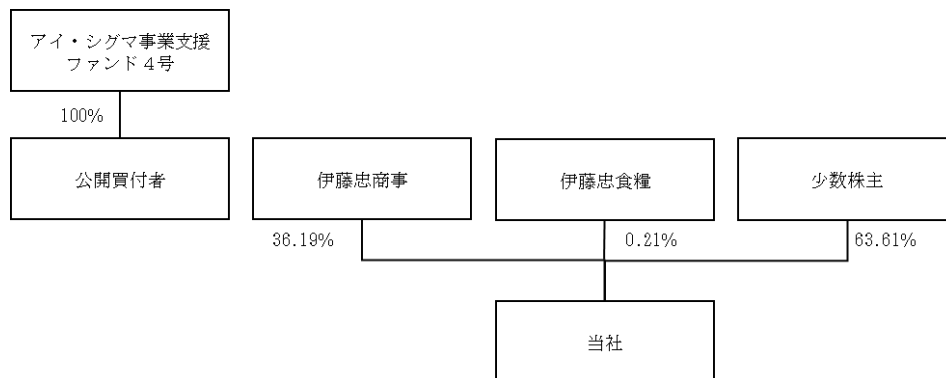 アイ・シグマ事業支援
ファンド４号
100%
公開買付者
伊藤忠商事
伊藤忠食糧
少数株主
36.19%
0.21%
63.61%
当社